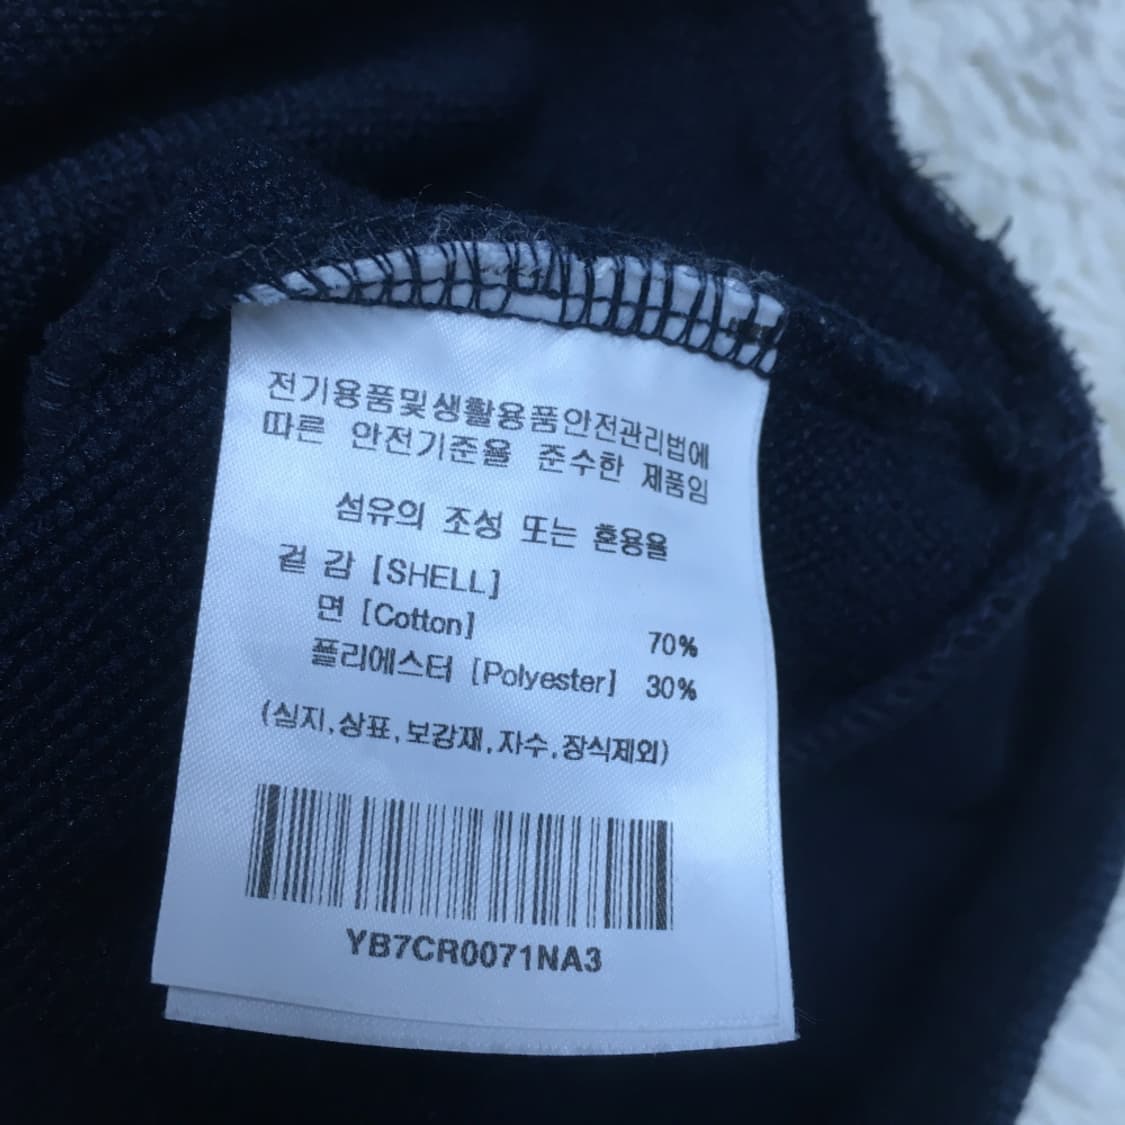 전기용품및생활용품안전관리법에
따른 안전기준을 준수한 제품임
섬유의 조성 또는 혼용율
겉 감 [SHELL]
면 [Cotton] 70%
폴리에스터 [Polyester] 30%
(심지,상표,보강재,자수,장식제외)
YB7CR0071NA3